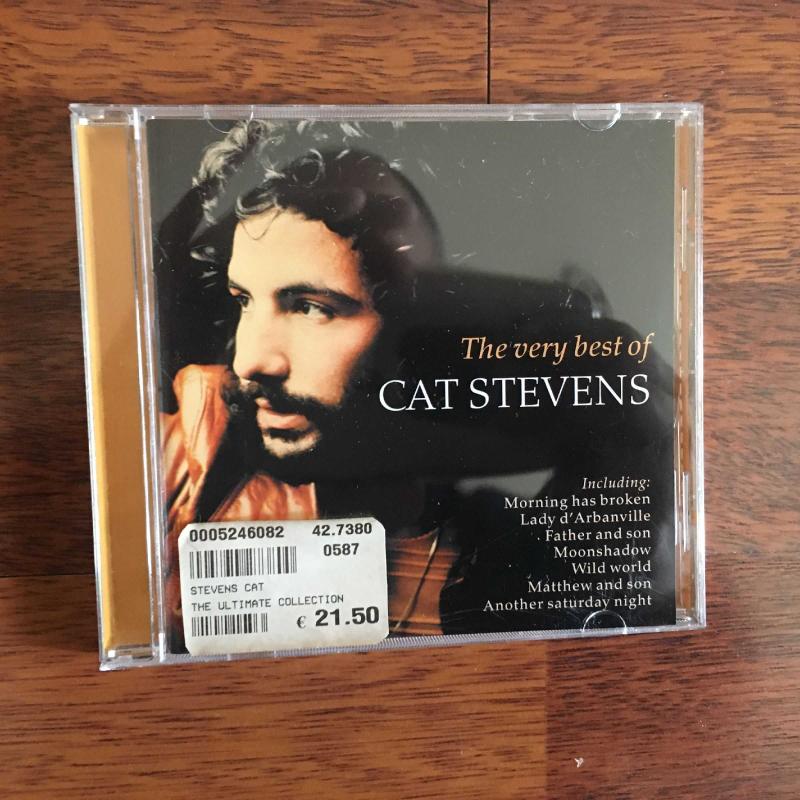 The very best of
CAT STEVENS
Including:
Morning has broken
Lady d'Arbanville
Father and son
Moonshadow
Wild world
Matthew and son
Another saturday night
0005246082 42.7380
0587
STEVENS CAT
THE ULTIMATE COLLECTION
€ 21.50